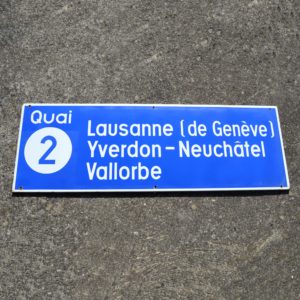 Quai
2
Lausanne (de Genève)
Yverdon-Neuchâtel
Vallorbe